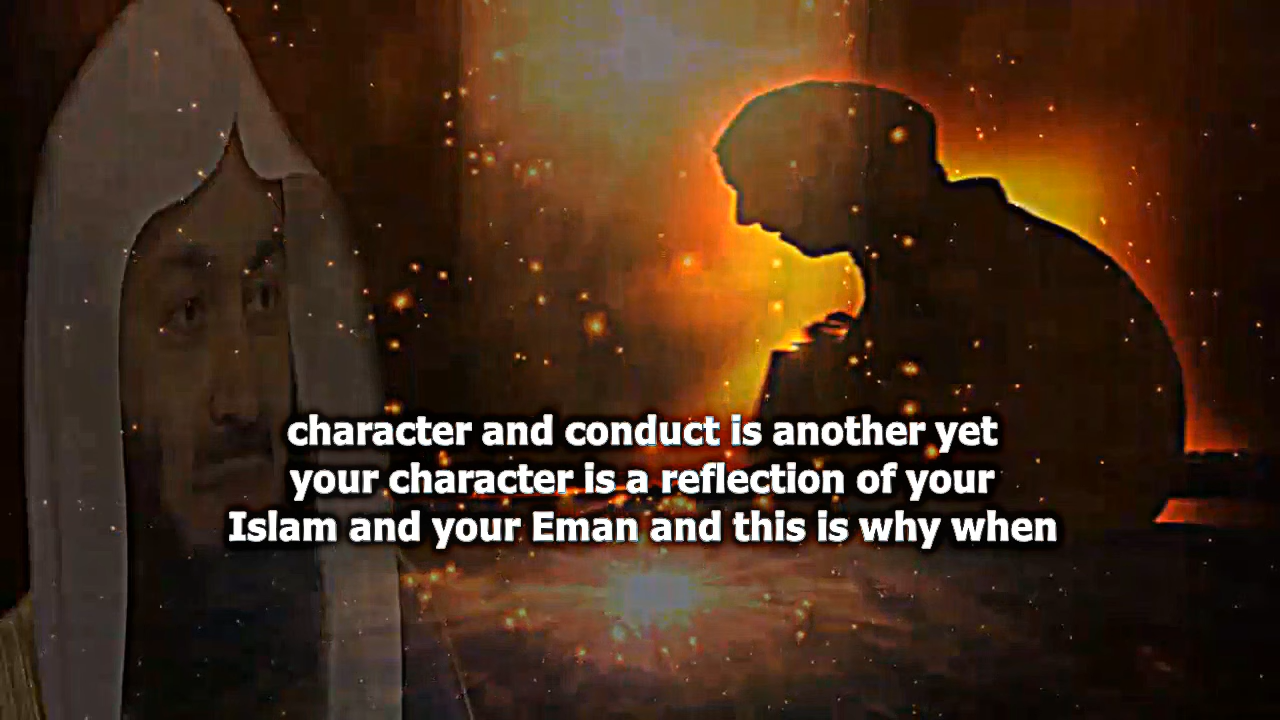 character and conduct is another yet
your character is a reflection of your
Islam and your Eman and this is why when